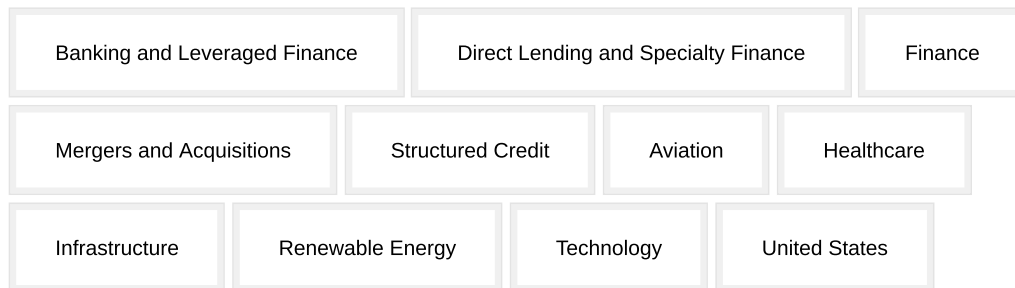 Banking and Leveraged Finance Direct Lending and Specialty Finance Finance
Mergers and Acquisitions Structured Credit Aviation Healthcare
Infrastructure Renewable Energy Technology United States